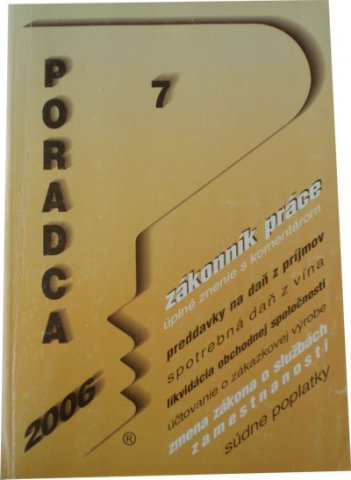 PORADCA
7
2006
®
zákonník práce
úplné znenie s komentárom
preddavky na daň z príjmov
spotrebná daň z vína
likvidácia obchodnej spoločnosti
účtovanie o zákazkovej výrobe
zmena zákona o službách
zamestnanosti
súdne poplatky